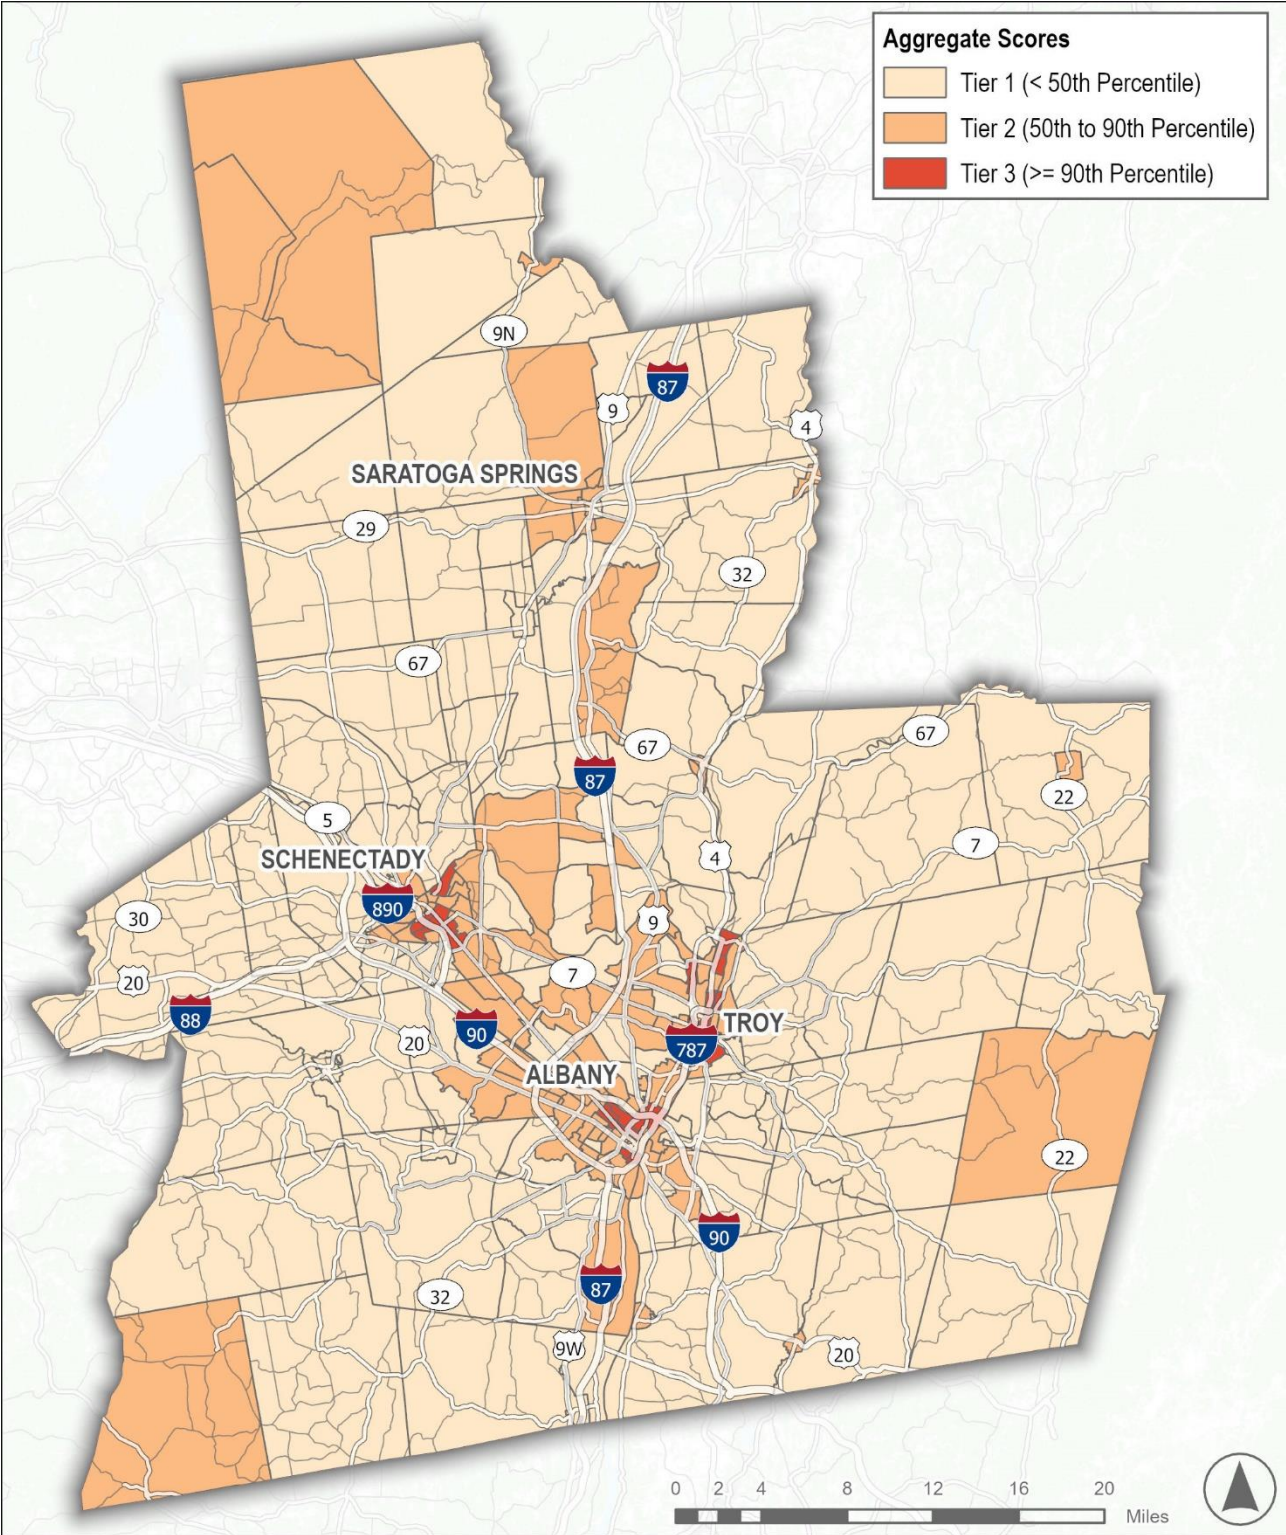 Aggregate Scores
Tier 1 (< 50th Percentile)
Tier 2 (50th to 90th Percentile)
Tier 3 (>= 90th Percentile)
9N
87
9
4
SARATOGA SPRINGS
29
32
67
67
67
87
22
5
7
4
SCHENECTADY
890
30
9
20
7
88
90
20
TROY
787
ALBANY
22
90
87
32
9W
20
0 2 4 8 12 16 20
Miles